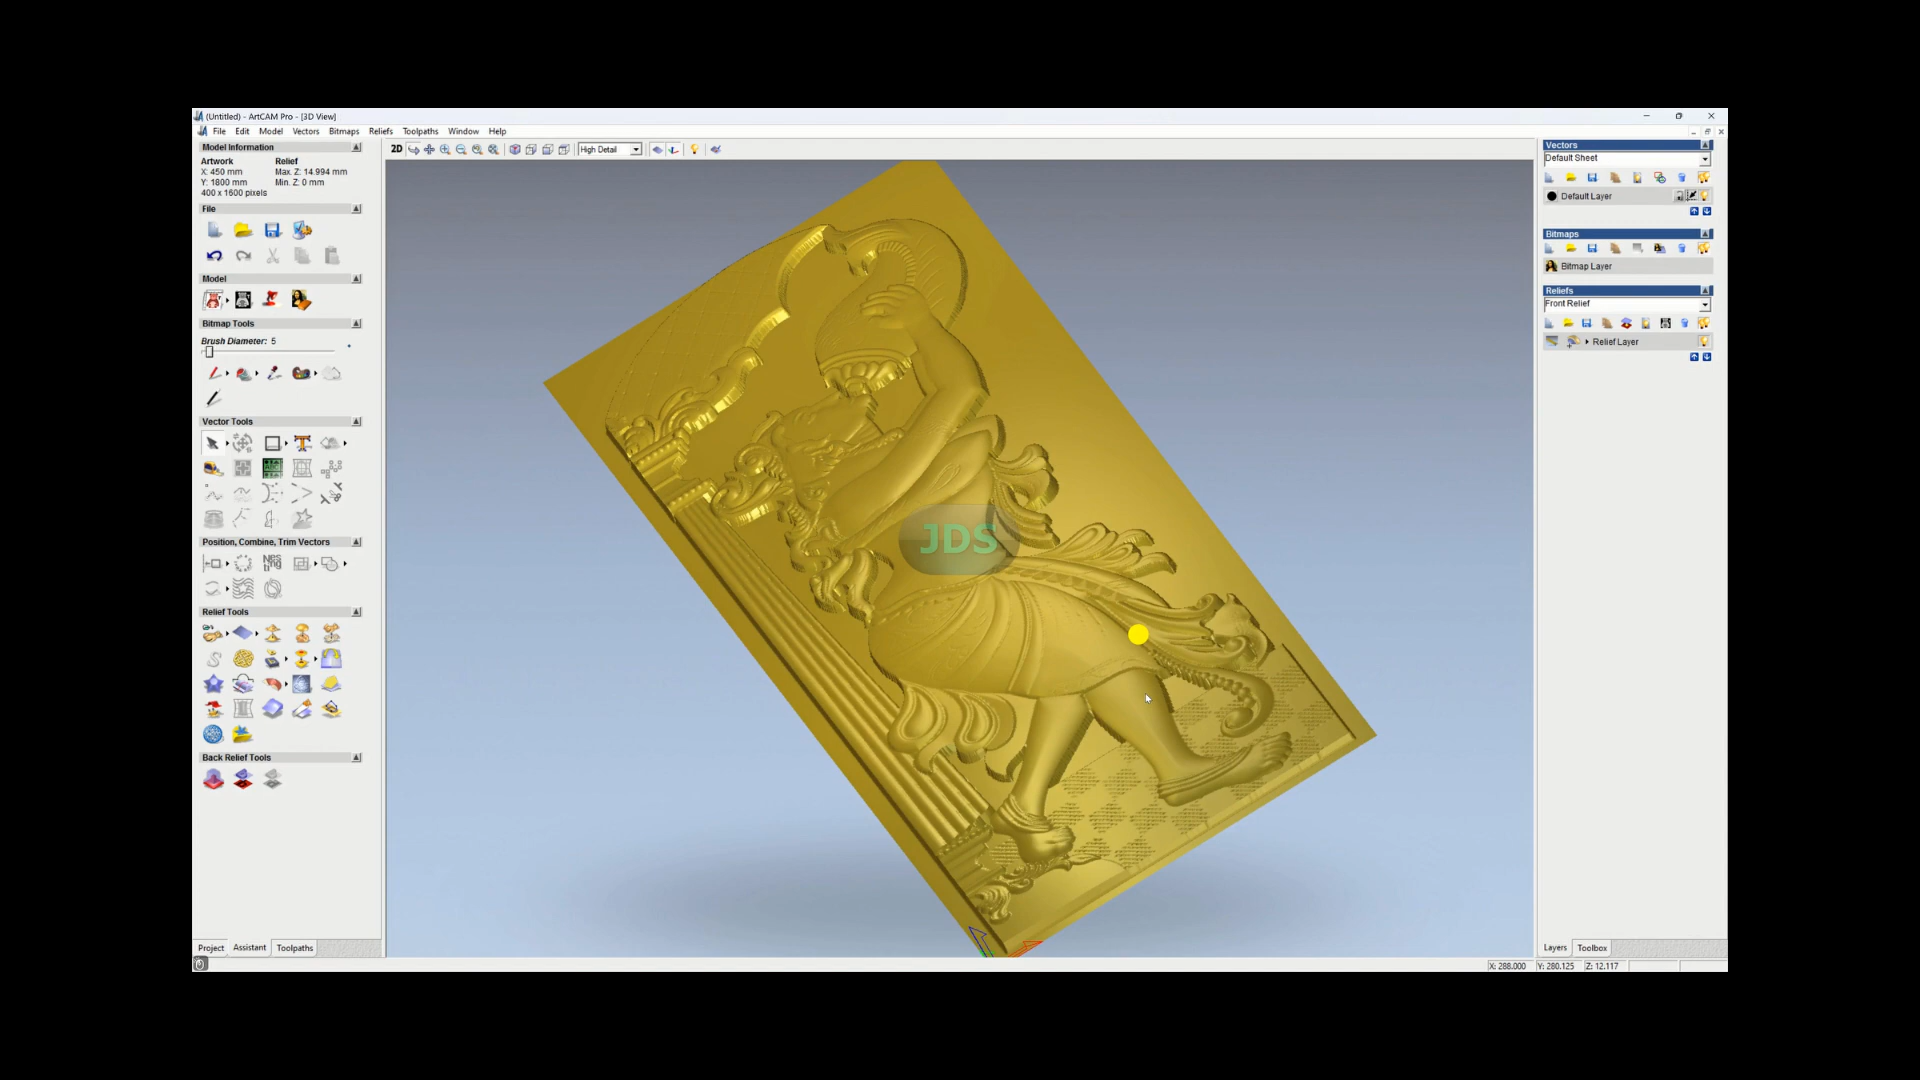 (Untitled) - ArtCAM Pro - [3D View]
File Edit Model Vectors Bitmaps Reliefs Toolpaths Window Help
Model Information
Artwork Relief
X: 450 mm Max. Z: 14.994 mm
Y: 1800 mm Min. Z: 0 mm
400 x 1600 pixels
File
Model
Bitmap Tools
Brush Diameter: 5
Vector Tools
Position, Combine, Trim Vectors
Relief Tools
Back Relief Tools
Project Assistant Toolpaths
2D High Detail
JDS
Vectors
Default Sheet
Default Layer
Bitmaps
Bitmap Layer
Reliefs
Front Relief
Relief Layer
Layers Toolbox
X: 288.000 Y: 280.125 Z: 12.117